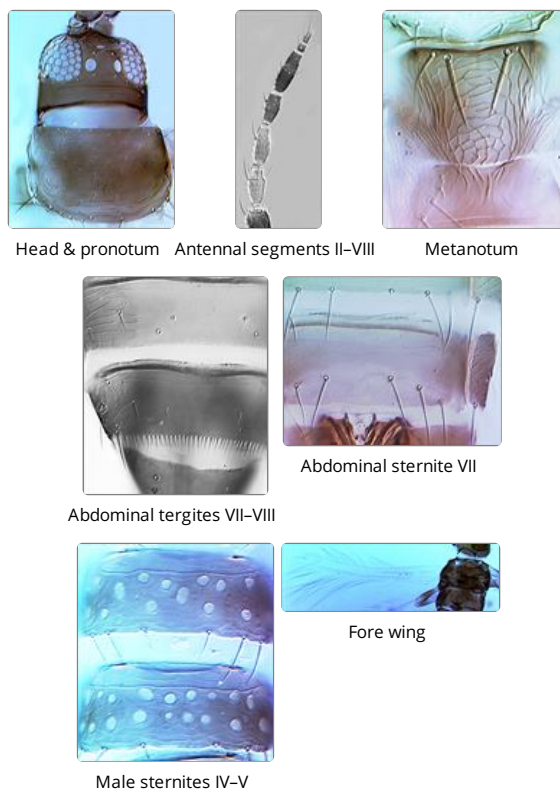 Head & pronotum
Antennal segments II–VIII
Metanotum
Abdominal tergites VII–VIII
Abdominal sternite VII
Fore wing
Male sternites IV–V